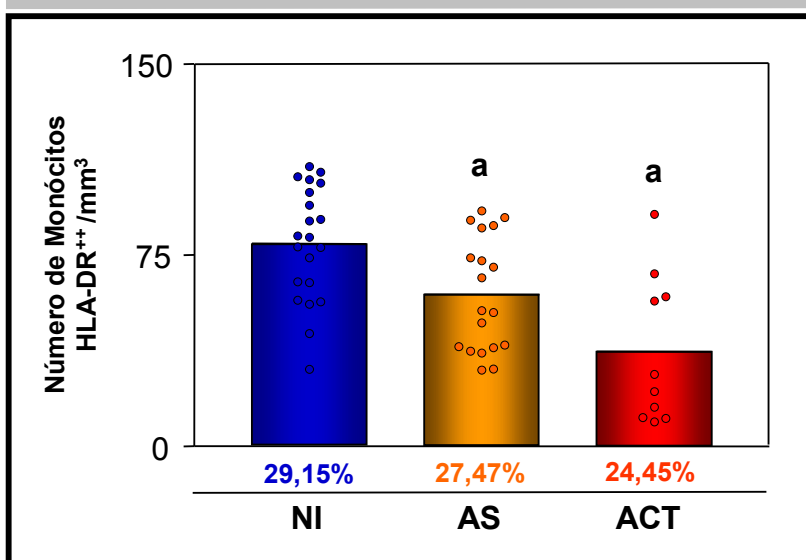 Número de Monócitos
HLA-DR⁺⁺/mm³
150
75
0
a
a
29,15%
27,47%
24,45%
NI
AS
ACT